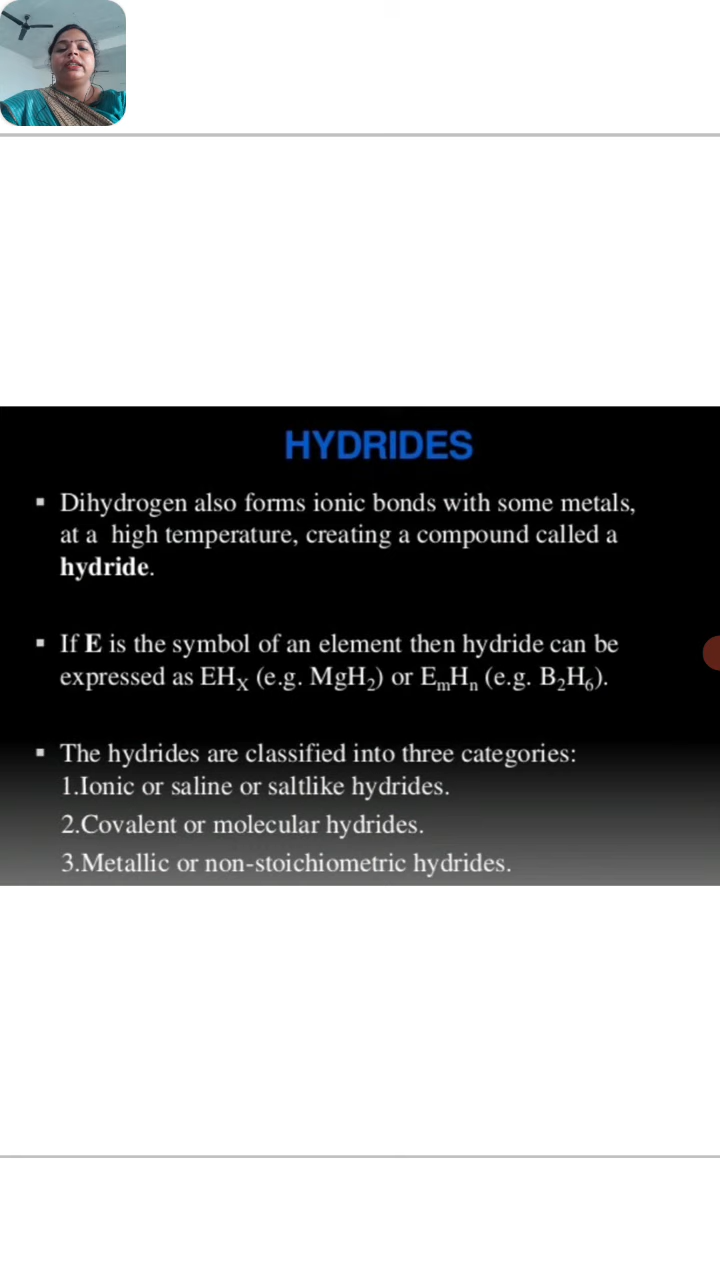 HYDRIDES
▪ Dihydrogen also forms ionic bonds with some metals,
at a high temperature, creating a compound called a
hydride.
▪ If E is the symbol of an element then hydride can be
expressed as EHₓ (e.g. MgH₂) or EₘHₙ (e.g. B₂H₆).
▪ The hydrides are classified into three categories:
1.Ionic or saline or saltlike hydrides.
2.Covalent or molecular hydrides.
3.Metallic or non-stoichiometric hydrides.